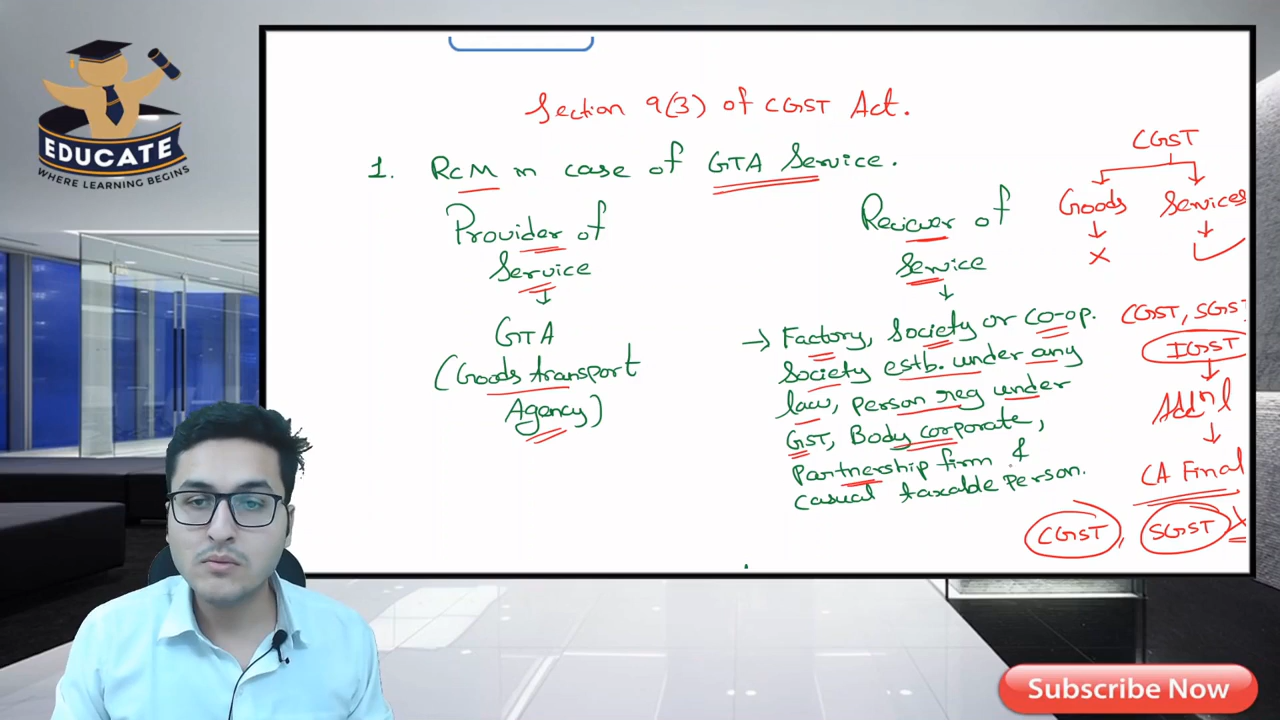 EDUCATE
WHERE LEARNING BEGINS
Section 9(3) of CGST Act.
1. RCM in case of GTA Service.
Provider of
Service
GTA
(Goods transport
Agency)
Reciever of
Service
→ Factory, Society or co-op.
Society estb. under any
law, person reg under
GST, Body corporate,
Partnership firm &
casual taxable person.
CGST
Goods Services
×
CGST, SGST
IGST
Add'l
CA Final
CGST, SGST
Subscribe Now